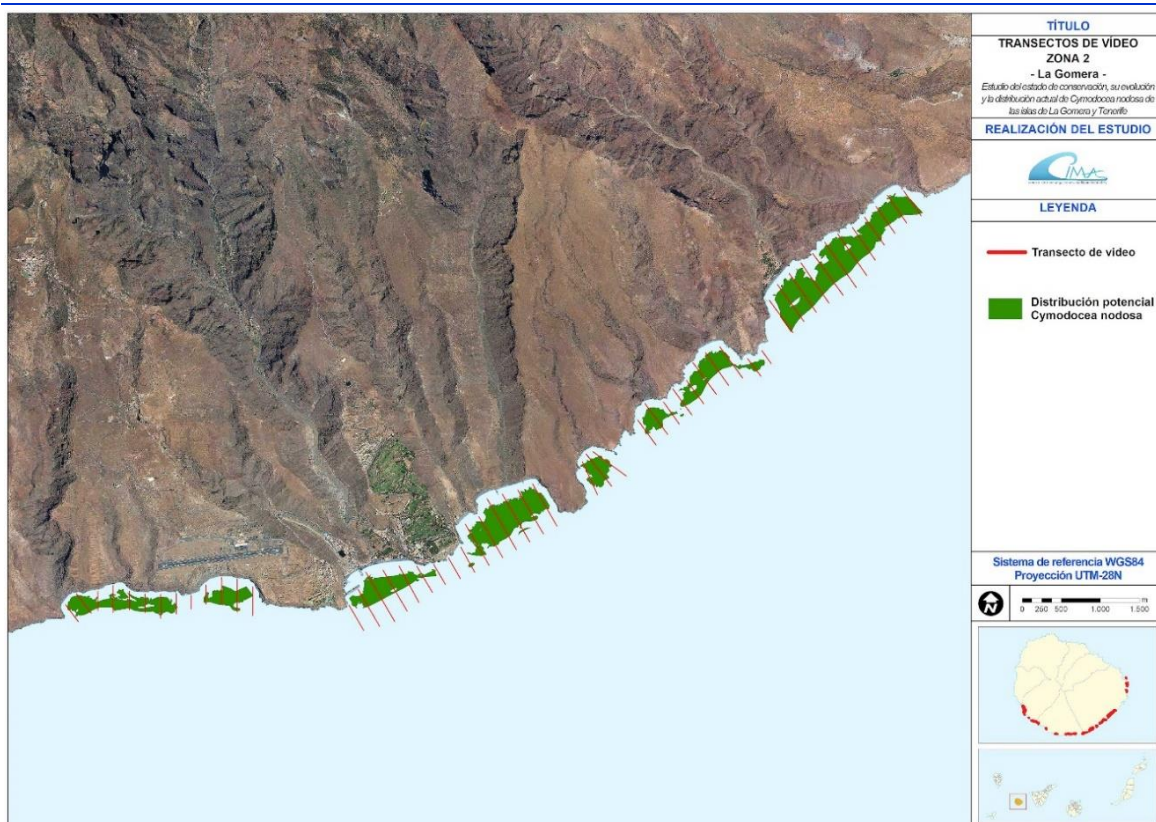 TÍTULO
TRANSECTOS DE VÍDEO
ZONA 2
- La Gomera -
Estudio del estado de conservación, su evolución
y la distribución actual de Cymodocea nodosa de
las islas de La Gomera y Tenerife
REALIZACIÓN DEL ESTUDIO
CIMA
LEYENDA
Transecto de vídeo
Distribución potencial
Cymodocea nodosa
Sistema de referencia WGS84
Proyección UTM-28N
N
0 250 500 1.000 1.500 m